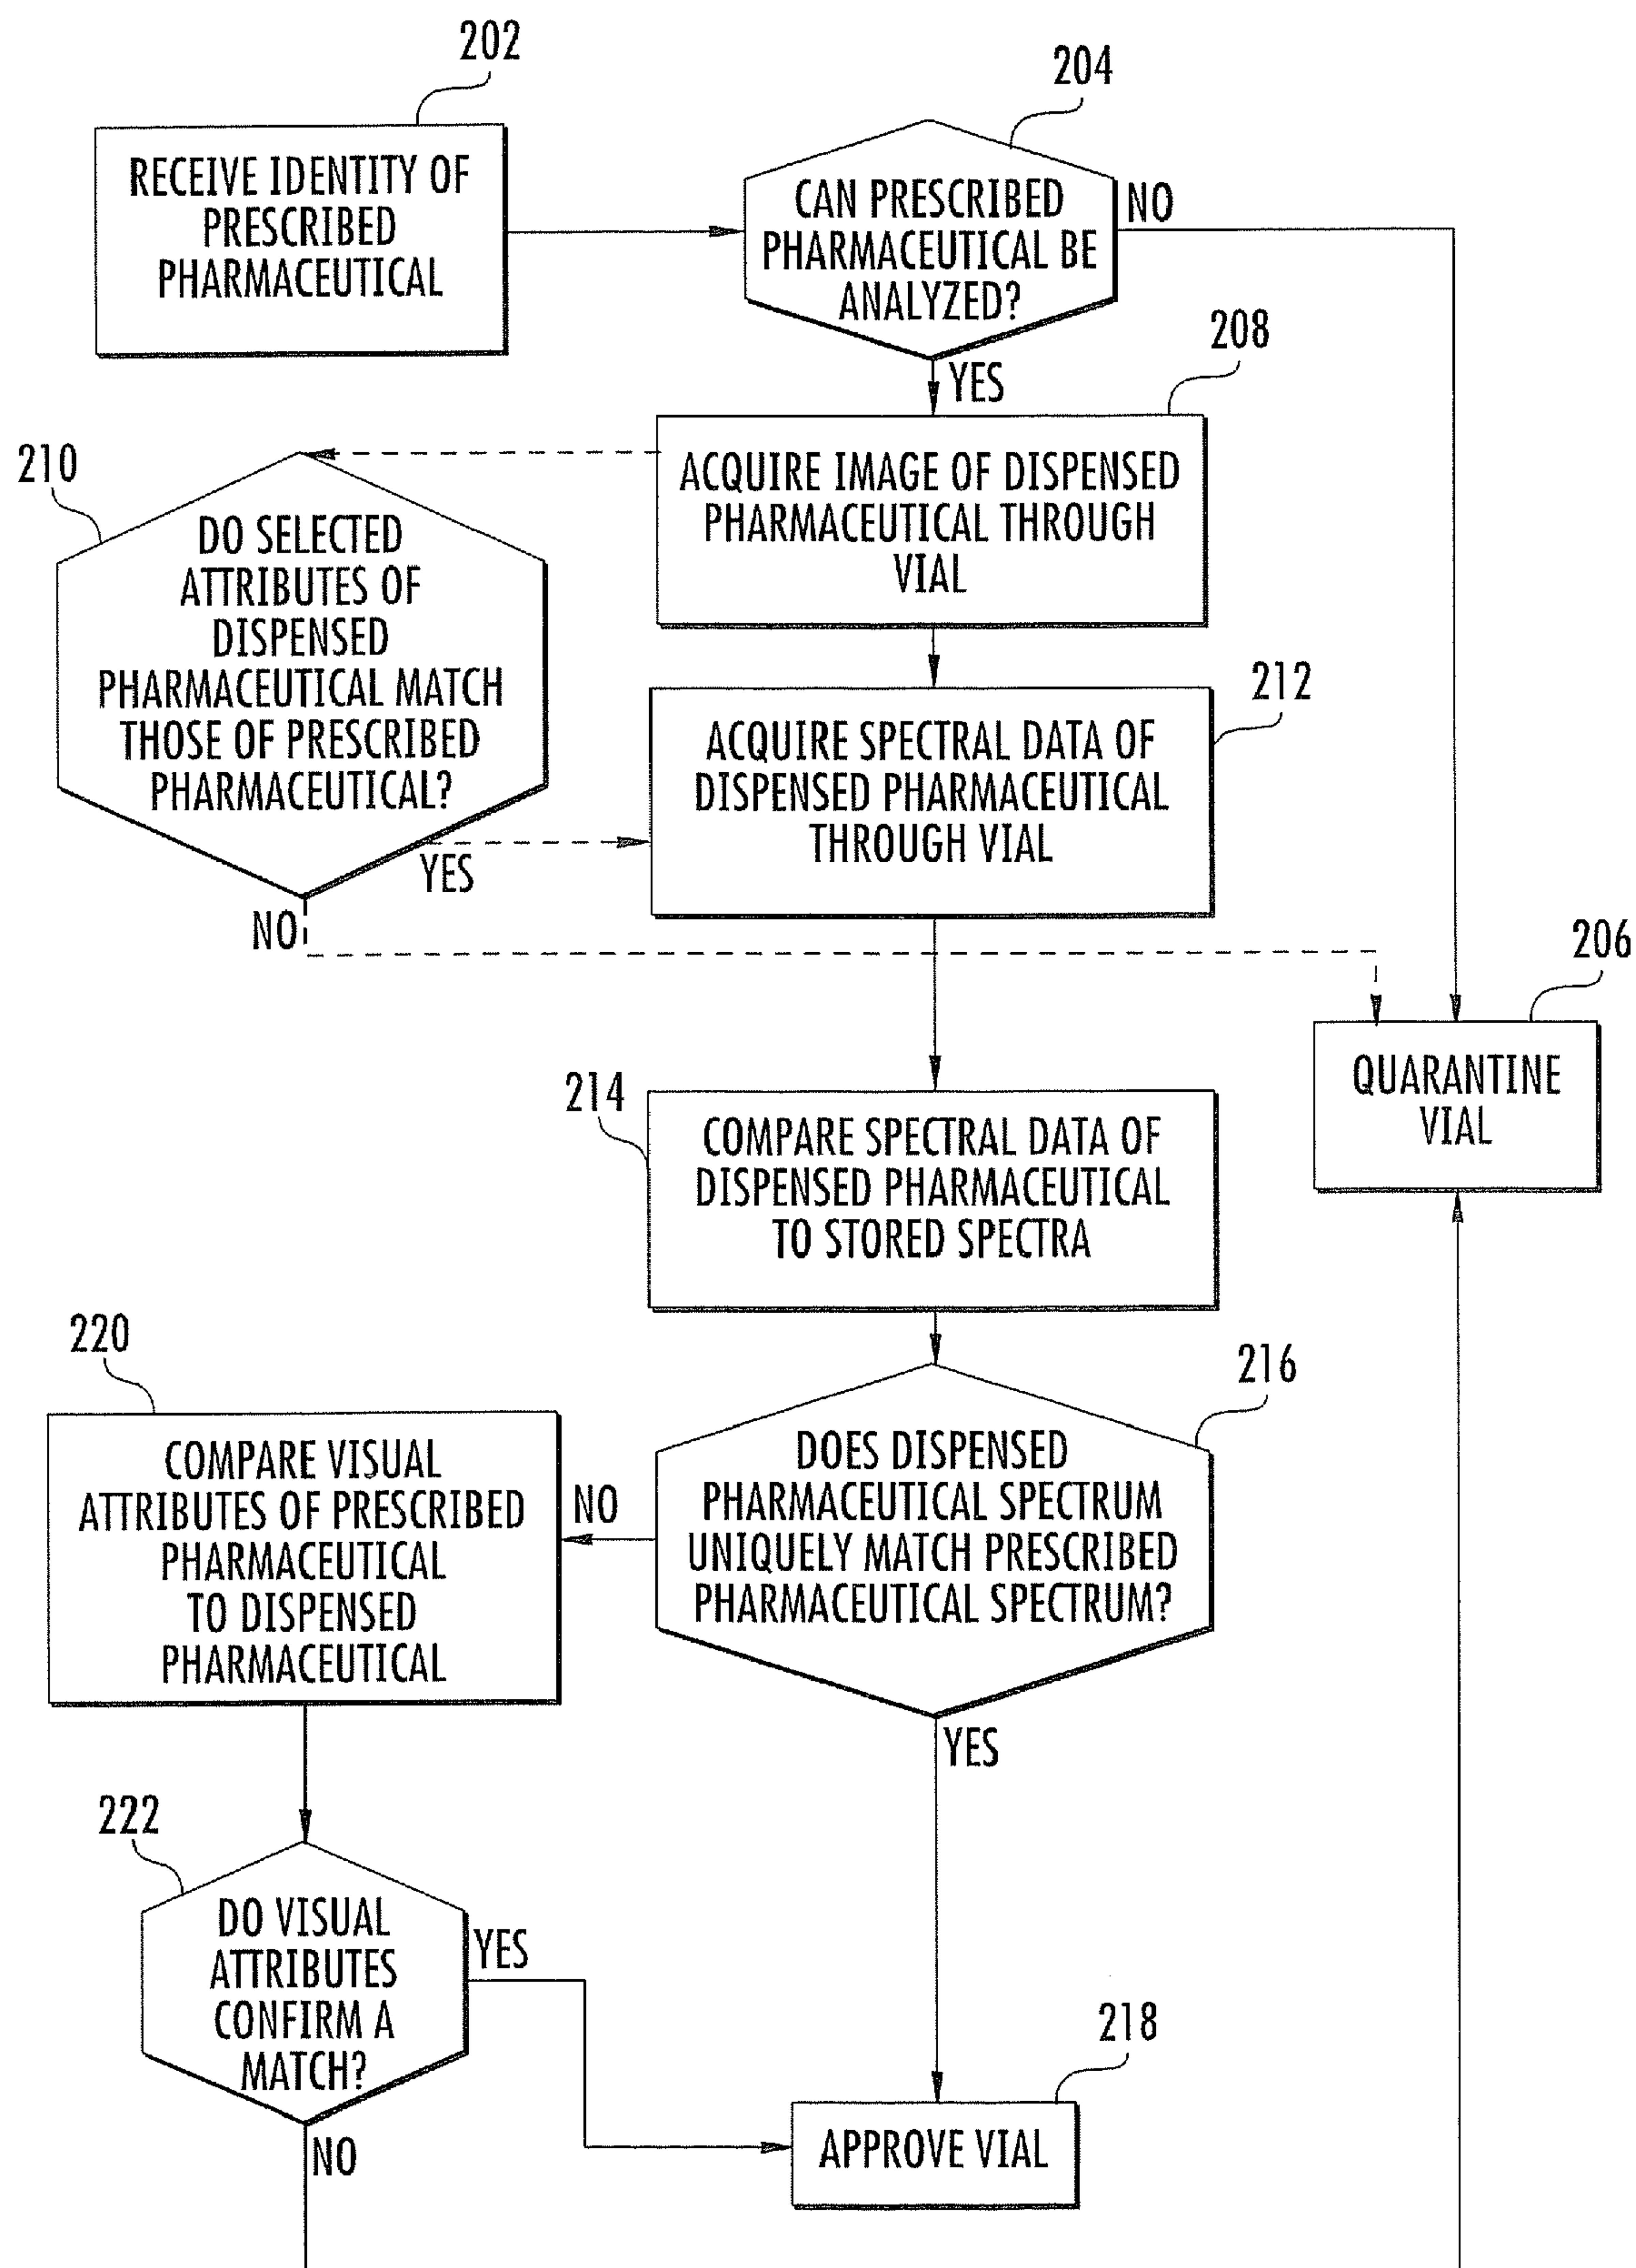 202
RECEIVE IDENTITY OF
PRESCRIBED
PHARMACEUTICAL
204
CAN PRESCRIBED
PHARMACEUTICAL BE
ANALYZED?
NO
YES
208
ACQUIRE IMAGE OF DISPENSED
PHARMACEUTICAL THROUGH
VIAL
210
DO SELECTED
ATTRIBUTES OF
DISPENSED
PHARMACEUTICAL MATCH
THOSE OF PRESCRIBED
PHARMACEUTICAL?
YES
NO
212
ACQUIRE SPECTRAL DATA OF
DISPENSED PHARMACEUTICAL
THROUGH VIAL
206
QUARANTINE
VIAL
214
COMPARE SPECTRAL DATA OF
DISPENSED PHARMACEUTICAL
TO STORED SPECTRA
216
DOES DISPENSED
PHARMACEUTICAL SPECTRUM
UNIQUELY MATCH PRESCRIBED
PHARMACEUTICAL SPECTRUM?
NO
YES
220
COMPARE VISUAL
ATTRIBUTES OF PRESCRIBED
PHARMACEUTICAL
TO DISPENSED
PHARMACEUTICAL
222
DO VISUAL
ATTRIBUTES
CONFIRM A
MATCH?
YES
NO
218
APPROVE VIAL